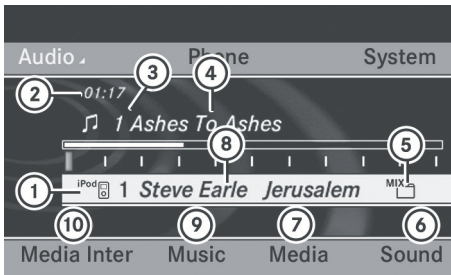 Audio Phone System
3 4
2 01:17
1 Ashes To Ashes
8 5
1 iPod 1 Steve Earle Jerusalem MIX
10 9 7 6
Media Inter Music Media Sound